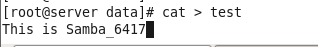 [root@server data]# cat > test
This is Samba_6417